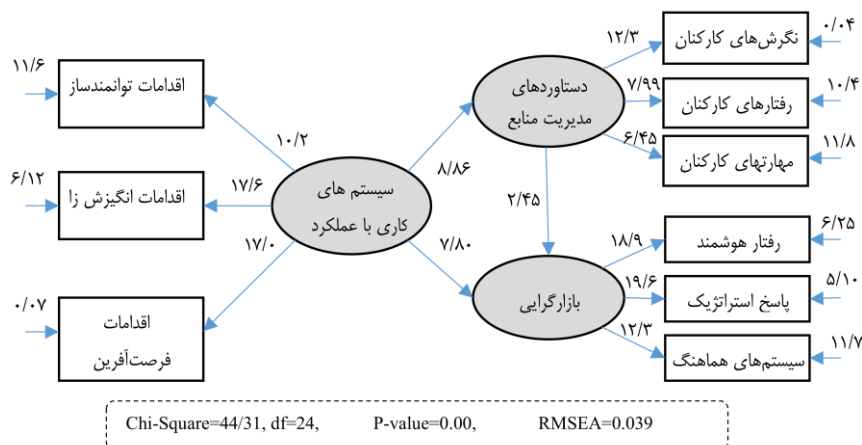 ۱۱/۶
اقدامات توانمندساز
۱۰/۲
۶/۱۲
اقدامات انگیزش زا
۱۷/۶
۰/۰۷
اقدامات
فرصت‌آفرین
۱۷/۰
سیستم های
کاری با عملکرد
۸/۸۶
۷/۸۰
دستاوردهای
مدیریت منابع
۲/۴۵
بازارگرایی
۱۲/۳
نگرش‌های کارکنان
۰/۰۴
۷/۹۹
رفتارهای کارکنان
۱۰/۴
۶/۴۵
مهارتهای کارکنان
۱۱/۸
۱۸/۹
رفتار هوشمند
۶/۲۵
۱۹/۶
پاسخ استراتژیک
۵/۱۰
۱۲/۳
سیستم‌های هماهنگ
۱۱/۷
Chi-Square=44/31, df=24, P-value=0.00, RMSEA=0.039